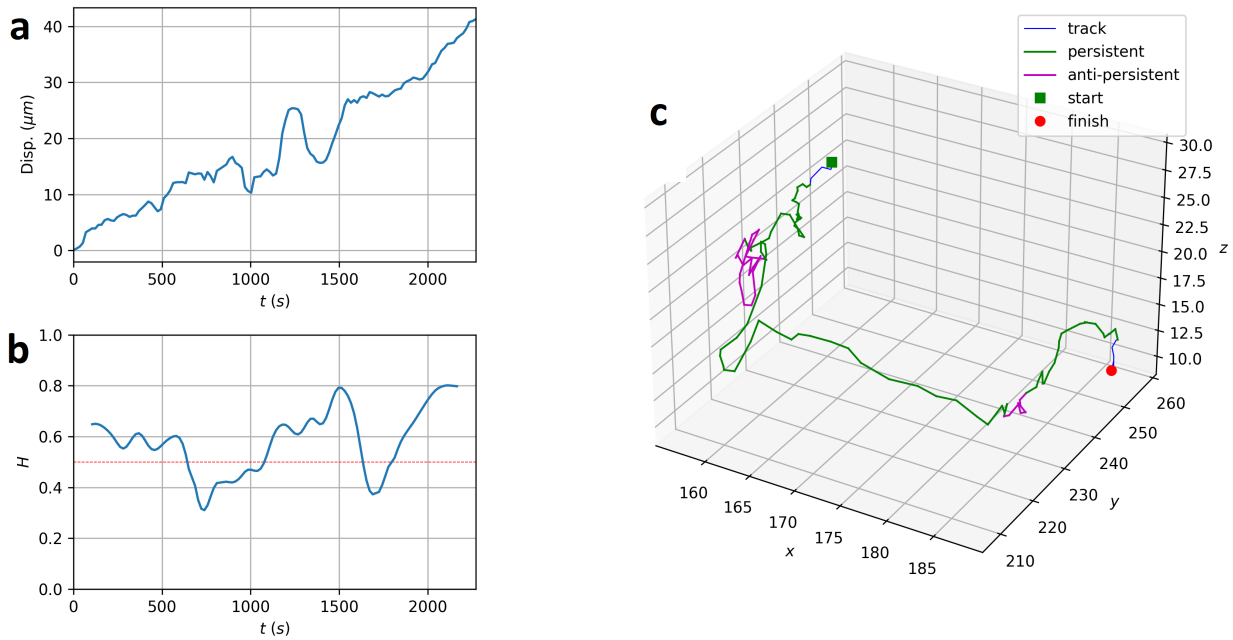 a
Disp. (μm)
40
30
20
10
0
0
500
1000
1500
2000
t (s)
b
H
1.0
0.8
0.6
0.4
0.2
0.0
0
500
1000
1500
2000
t (s)
c
track
persistent
anti-persistent
start
finish
30.0
27.5
25.0
22.5
20.0
17.5
15.0
12.5
10.0
z
260
250
240
230
220
210
y
160
165
170
175
180
185
x